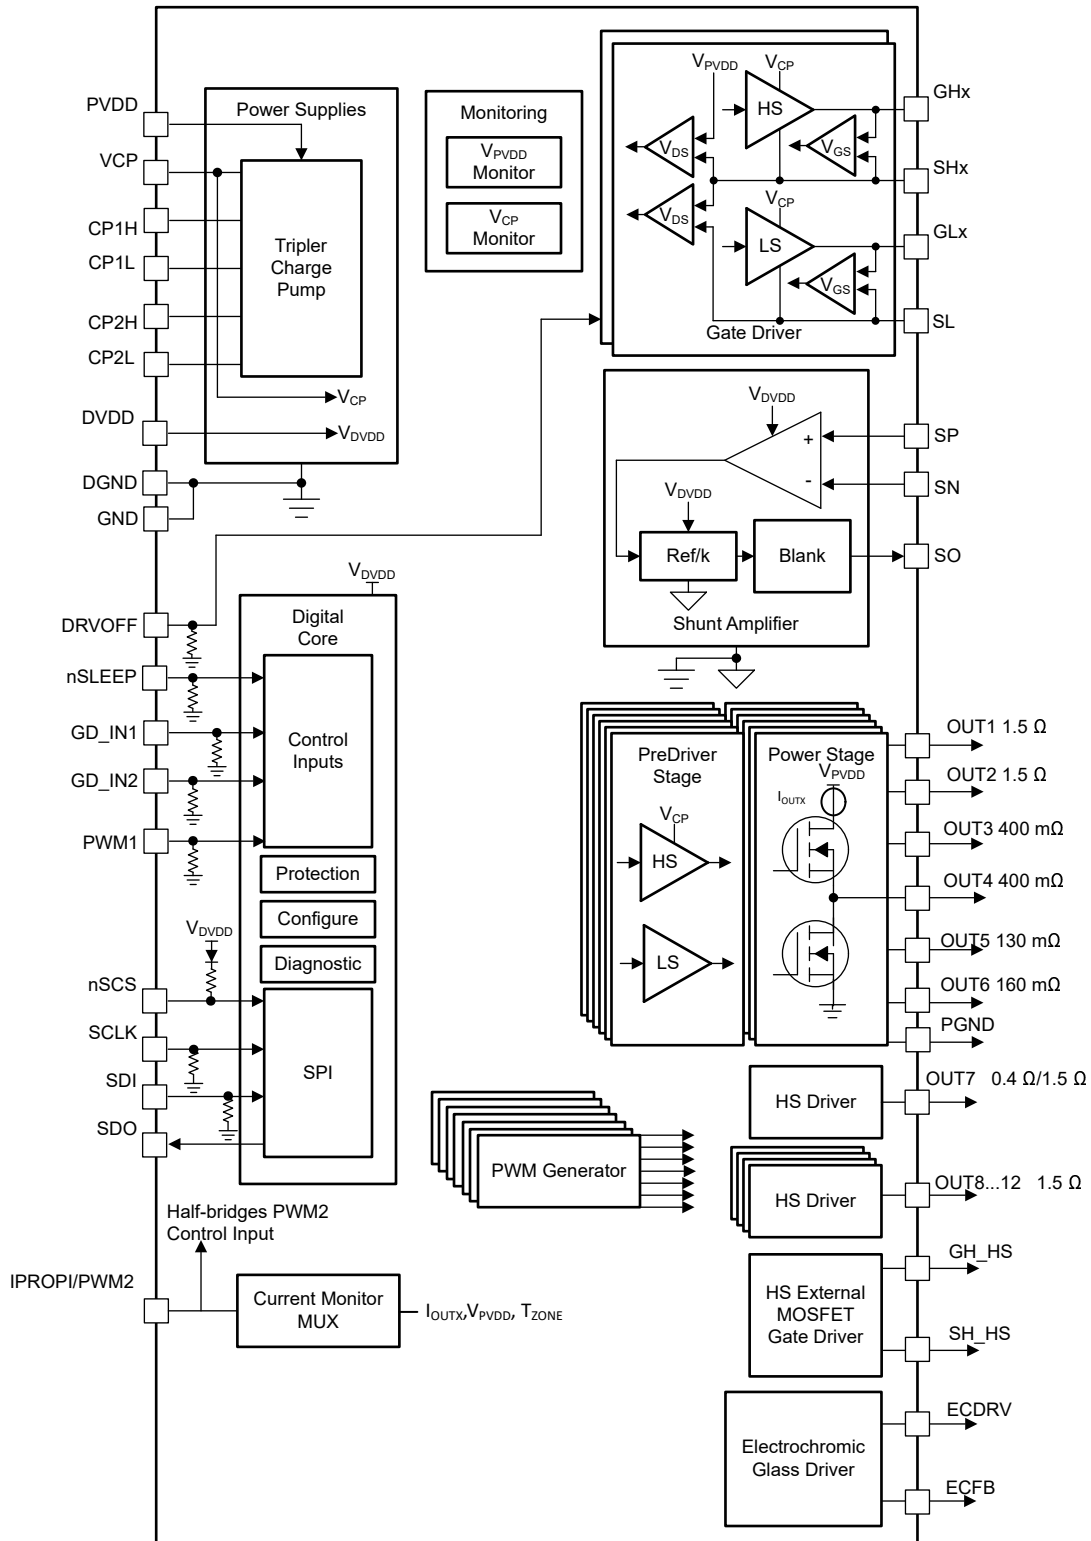 PVDD
VCP
CP1H
CP1L
CP2H
CP2L
DVDD
DGND
GND
Power Supplies
Tripler
Charge
Pump
VCP
VDVDD
Monitoring
VPVDD
Monitor
VCP
Monitor
VPVDD
VCP
HS
VDS
VGS
VDS
VCP
LS
VGS
Gate Driver
GHx
SHx
GLx
SL
VDVDD
+
-
VDVDD
Ref/k
Blank
Shunt Amplifier
SP
SN
SO
DRVOFF
nSLEEP
GD_IN1
GD_IN2
PWM1
VDVDD
nSCS
SCLK
SDI
SDO
VDVDD
Digital
Core
Control
Inputs
Protection
Configure
Diagnostic
SPI
PreDriver
Stage
VCP
HS
LS
Power Stage
VPVDD
IOUTX
OUT1 1.5 Ω
OUT2 1.5 Ω
OUT3 400 mΩ
OUT4 400 mΩ
OUT5 130 mΩ
OUT6 160 mΩ
PGND
PWM Generator
HS Driver
OUT7 0.4 Ω/1.5 Ω
HS Driver
OUT8...12 1.5 Ω
Half-bridges PWM2
Control Input
IPROPI/PWM2
Current Monitor
MUX
IOUTX,VPVDD, TZONE
HS External
MOSFET
Gate Driver
GH_HS
SH_HS
Electrochromic
Glass Driver
ECDRV
ECFB